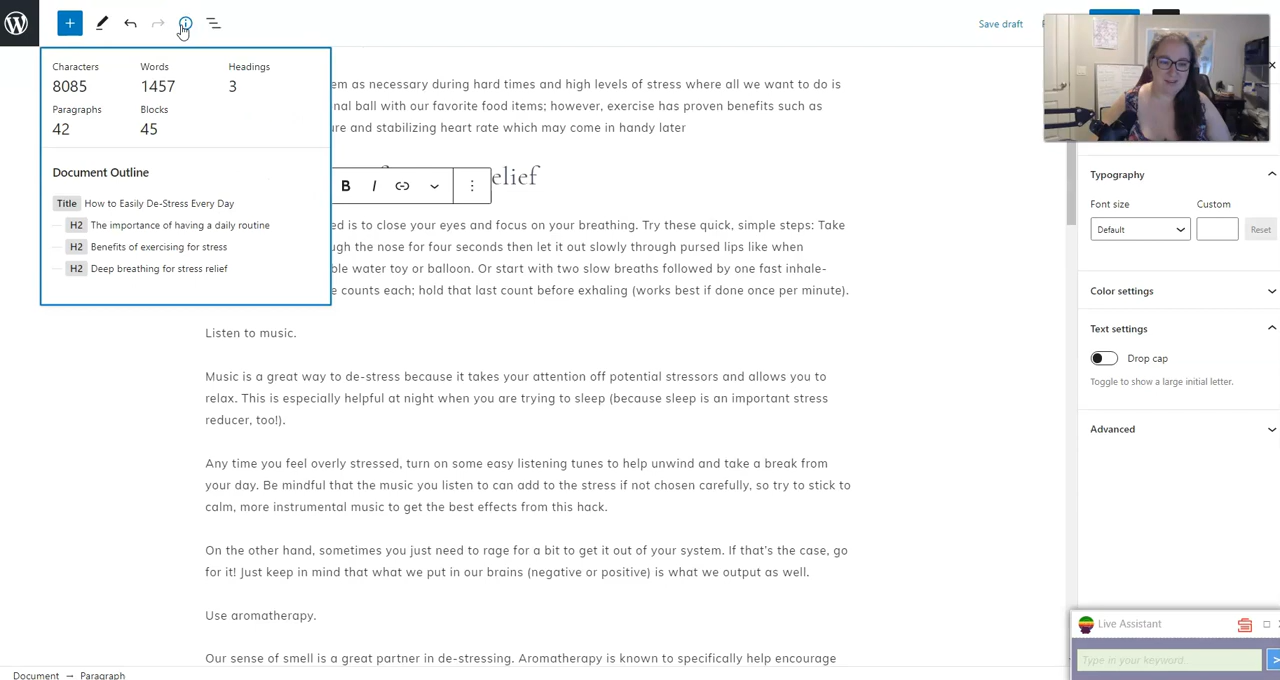 Save draft
Characters Words Headings
8085 1457 3
Paragraphs Blocks
42 45
Document Outline
Title How to Easily De-Stress Every Day
H2 The importance of having a daily routine
H2 Benefits of exercising for stress
H2 Deep breathing for stress relief
em as necessary during hard times and high levels of stress where all we want to do is
nal ball with our favorite food items; however, exercise has proven benefits such as
ure and stabilizing heart rate which may come in handy later
elief
B I
ed is to close your eyes and focus on your breathing. Try these quick, simple steps: Take
ugh the nose for four seconds then let it out slowly through pursed lips like when
ble water toy or balloon. Or start with two slow breaths followed by one fast inhale-
e counts each; hold that last count before exhaling (works best if done once per minute).
Listen to music.
Music is a great way to de-stress because it takes your attention off potential stressors and allows you to
relax. This is especially helpful at night when you are trying to sleep (because sleep is an important stress
reducer, too!).
Any time you feel overly stressed, turn on some easy listening tunes to help unwind and take a break from
your day. Be mindful that the music you listen to can add to the stress if not chosen carefully, so try to stick to
calm, more instrumental music to get the best effects from this hack.
On the other hand, sometimes you just need to rage for a bit to get it out of your system. If that's the case, go
for it! Just keep in mind that what we put in our brains (negative or positive) is what we output as well.
Use aromatherapy.
Our sense of smell is a great partner in de-stressing. Aromatherapy is known to specifically help encourage
Typography
Font size Custom
Default Reset
Color settings
Text settings
Drop cap
Toggle to show a large initial letter.
Advanced
Live Assistant
Type in your keyword..
Document → Paragraph